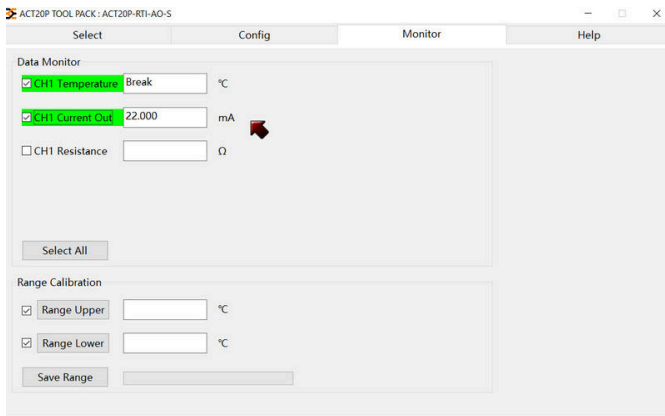 ACT20P TOOL PACK : ACT20P-RTI-AO-S
Select Config Monitor Help
Data Monitor
CH1 Temperature Break ℃
CH1 Current Out 22.000 mA
CH1 Resistance Ω
Select All
Range Calibration
Range Upper ℃
Range Lower ℃
Save Range